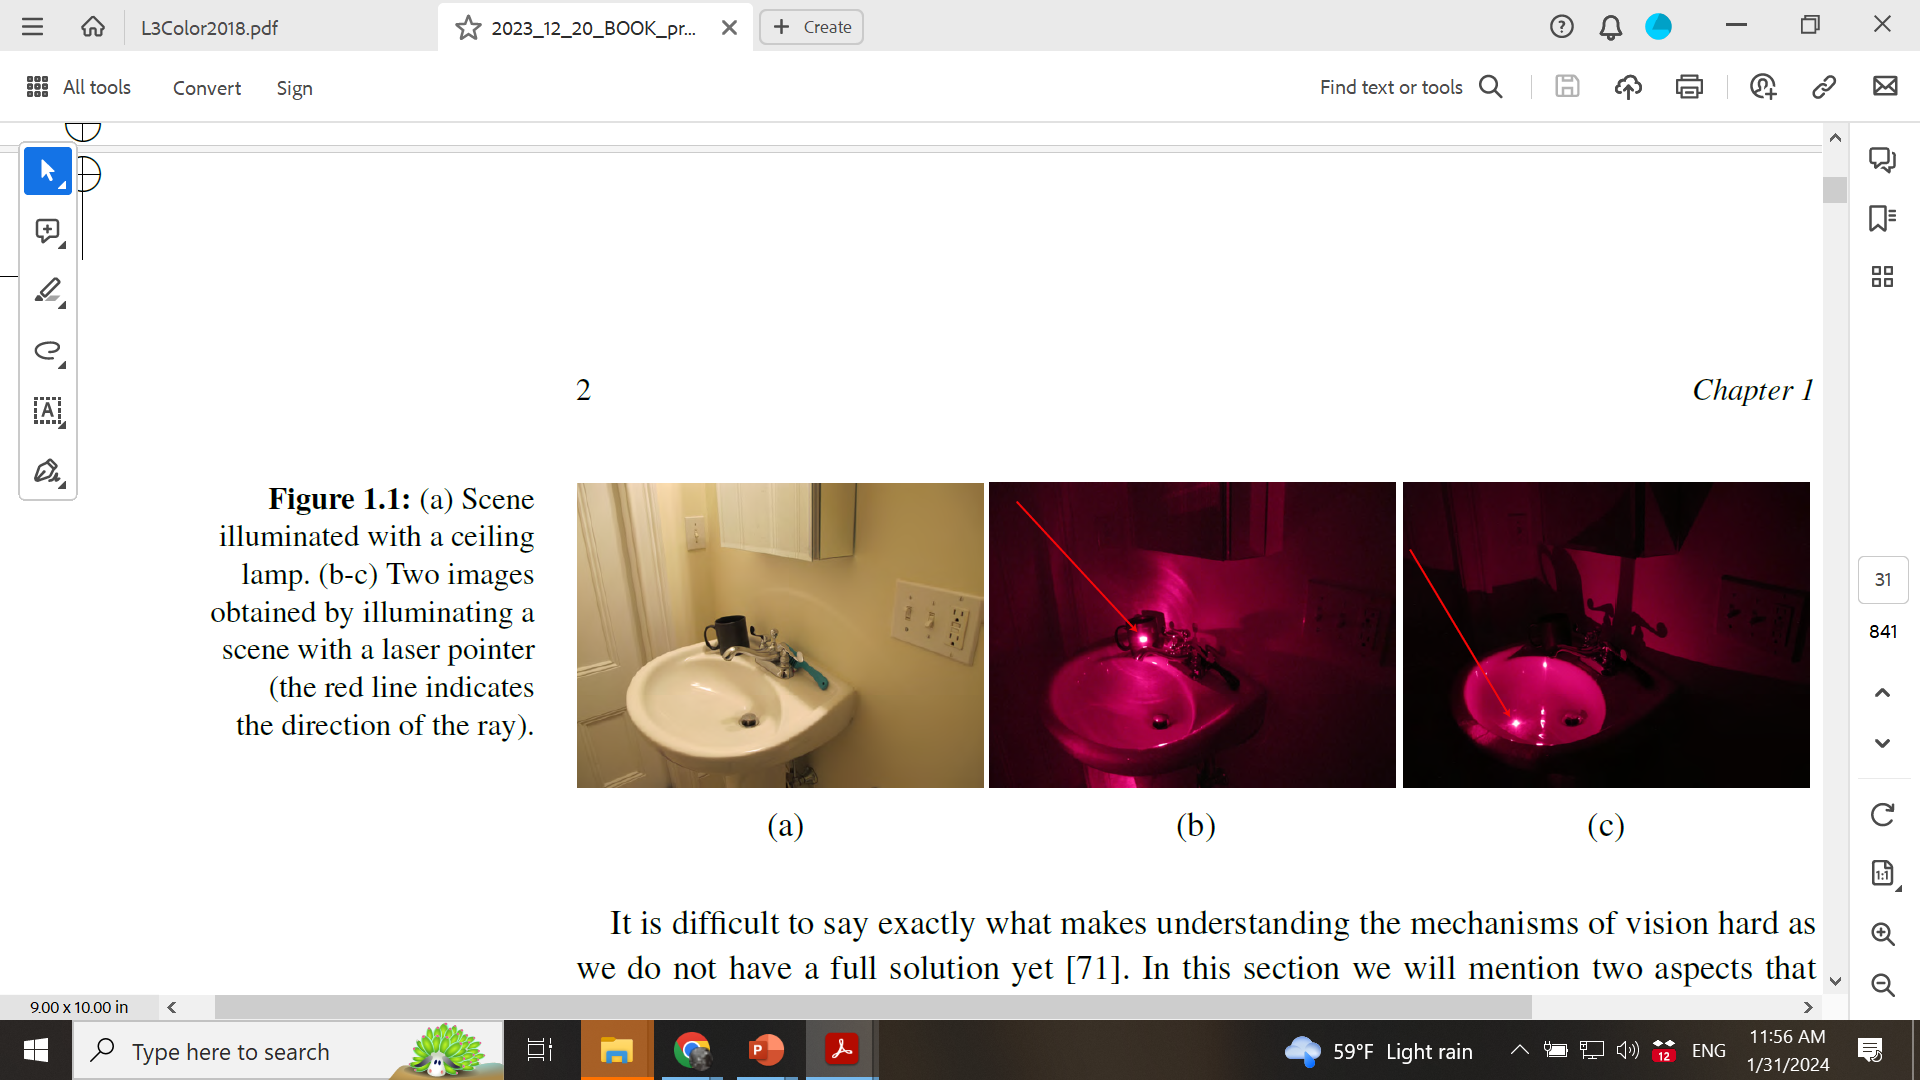 L3Color2018.pdf
2023_12_20_BOOK_pr...
Create
All tools
Convert
Sign
Find text or tools
2
Chapter 1
Figure 1.1: (a) Scene
illuminated with a ceiling
lamp. (b-c) Two images
obtained by illuminating a
scene with a laser pointer
(the red line indicates
the direction of the ray).
(a)
(b)
(c)
It is difficult to say exactly what makes understanding the mechanisms of vision hard as
we do not have a full solution yet [71]. In this section we will mention two aspects that
31
841
1:1
9.00 x 10.00 in
Type here to search
59°F Light rain
12
ENG
11:56 AM
1/31/2024